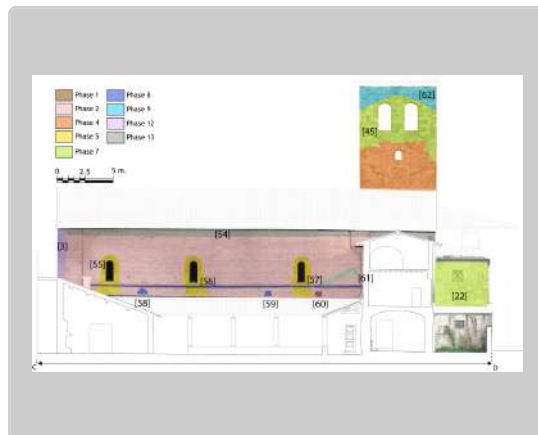 Phase 1
Phase 2
Phase 4
Phase 5
Phase 7
Phase 8
Phase 9
Phase 12
Phase 13
0 2.5 5 m.
[62]
[45]
[54]
[3]
[55]
[56]
[57]
[61]
[58]
[59]
[60]
[22]
C
D